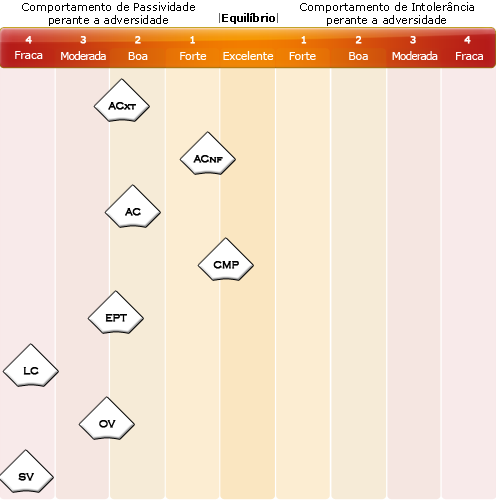 Comportamento de Passividade
perante a adversidade
|Equilíbrio|
Comportamento de Intolerância
perante a adversidade
4 3 2 1 1 2 3 4
Fraca Moderada Boa Forte Excelente Forte Boa Moderada Fraca
ACXT
ACNF
AC
CMP
EPT
LC
OV
SV